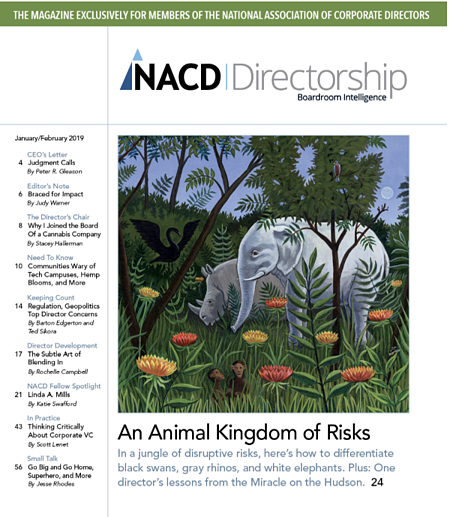 THE MAGAZINE EXCLUSIVELY FOR MEMBERS OF THE NATIONAL ASSOCIATION OF CORPORATE DIRECTORS
NACD | Directorship
Boardroom Intelligence
January/February 2019
CEO's Letter
4 Judgment Calls
By Peter R. Gleason
Editor's Note
6 Braced for Impact
By Judy Warner
The Director's Chair
8 Why I Joined the Board
Of a Cannabis Company
By Stacey Hallerman
Need To Know
10 Communities Wary of
Tech Campuses, Hemp
Blooms, and More
Keeping Count
14 Regulation, Geopolitics
Top Director Concerns
By Barton Edgerton and
Ted Sikora
Director Development
17 The Subtle Art of
Blending In
By Rochelle Campbell
NACD Fellow Spotlight
21 Linda A. Mills
By Katie Swafford
In Practice
43 Thinking Critically
About Corporate VC
By Scott Lenet
Small Talk
56 Go Big and Go Home,
Superhero, and More
By Jesse Rhodes
An Animal Kingdom of Risks
In a jungle of disruptive risks, here's how to differentiate
black swans, gray rhinos, and white elephants. Plus: One
director's lessons from the Miracle on the Hudson. 24